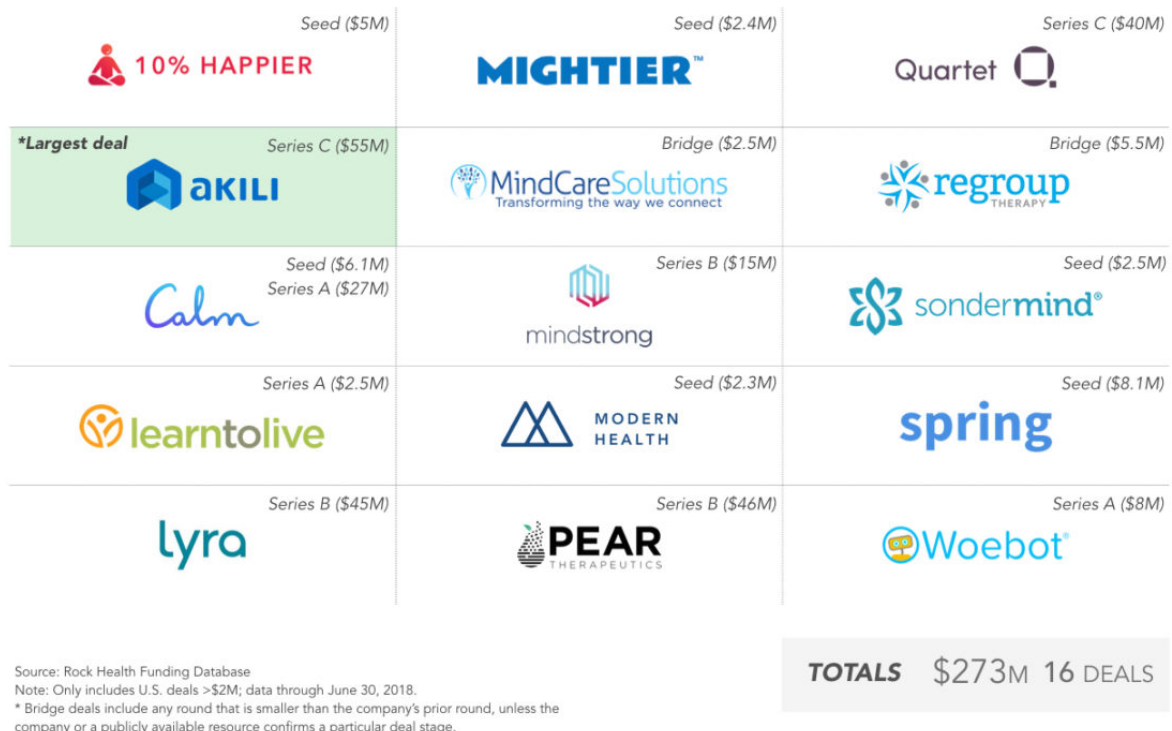 Seed ($5M)
10% HAPPIER
Seed ($2.4M)
MIGHTIER™
Series C ($40M)
Quartet
*Largest deal
Series C ($55M)
AKILI
Bridge ($2.5M)
MindCareSolutions
Transforming the way we connect
Bridge ($5.5M)
regroup
THERAPY
Seed ($6.1M)
Series A ($27M)
Calm
Series B ($15M)
mindstrong
Seed ($2.5M)
sondermind®
Series A ($2.5M)
learntolive
Seed ($2.3M)
MODERN
HEALTH
Seed ($8.1M)
spring
Series B ($45M)
lyra
Series B ($46M)
PEAR
THERAPEUTICS
Series A ($8M)
Woebot®
TOTALS $273M 16 DEALS
Source: Rock Health Funding Database
Note: Only includes U.S. deals >$2M; data through June 30, 2018.
* Bridge deals include any round that is smaller than the company's prior round, unless the
company or a publicly available resource confirms a particular deal stage.